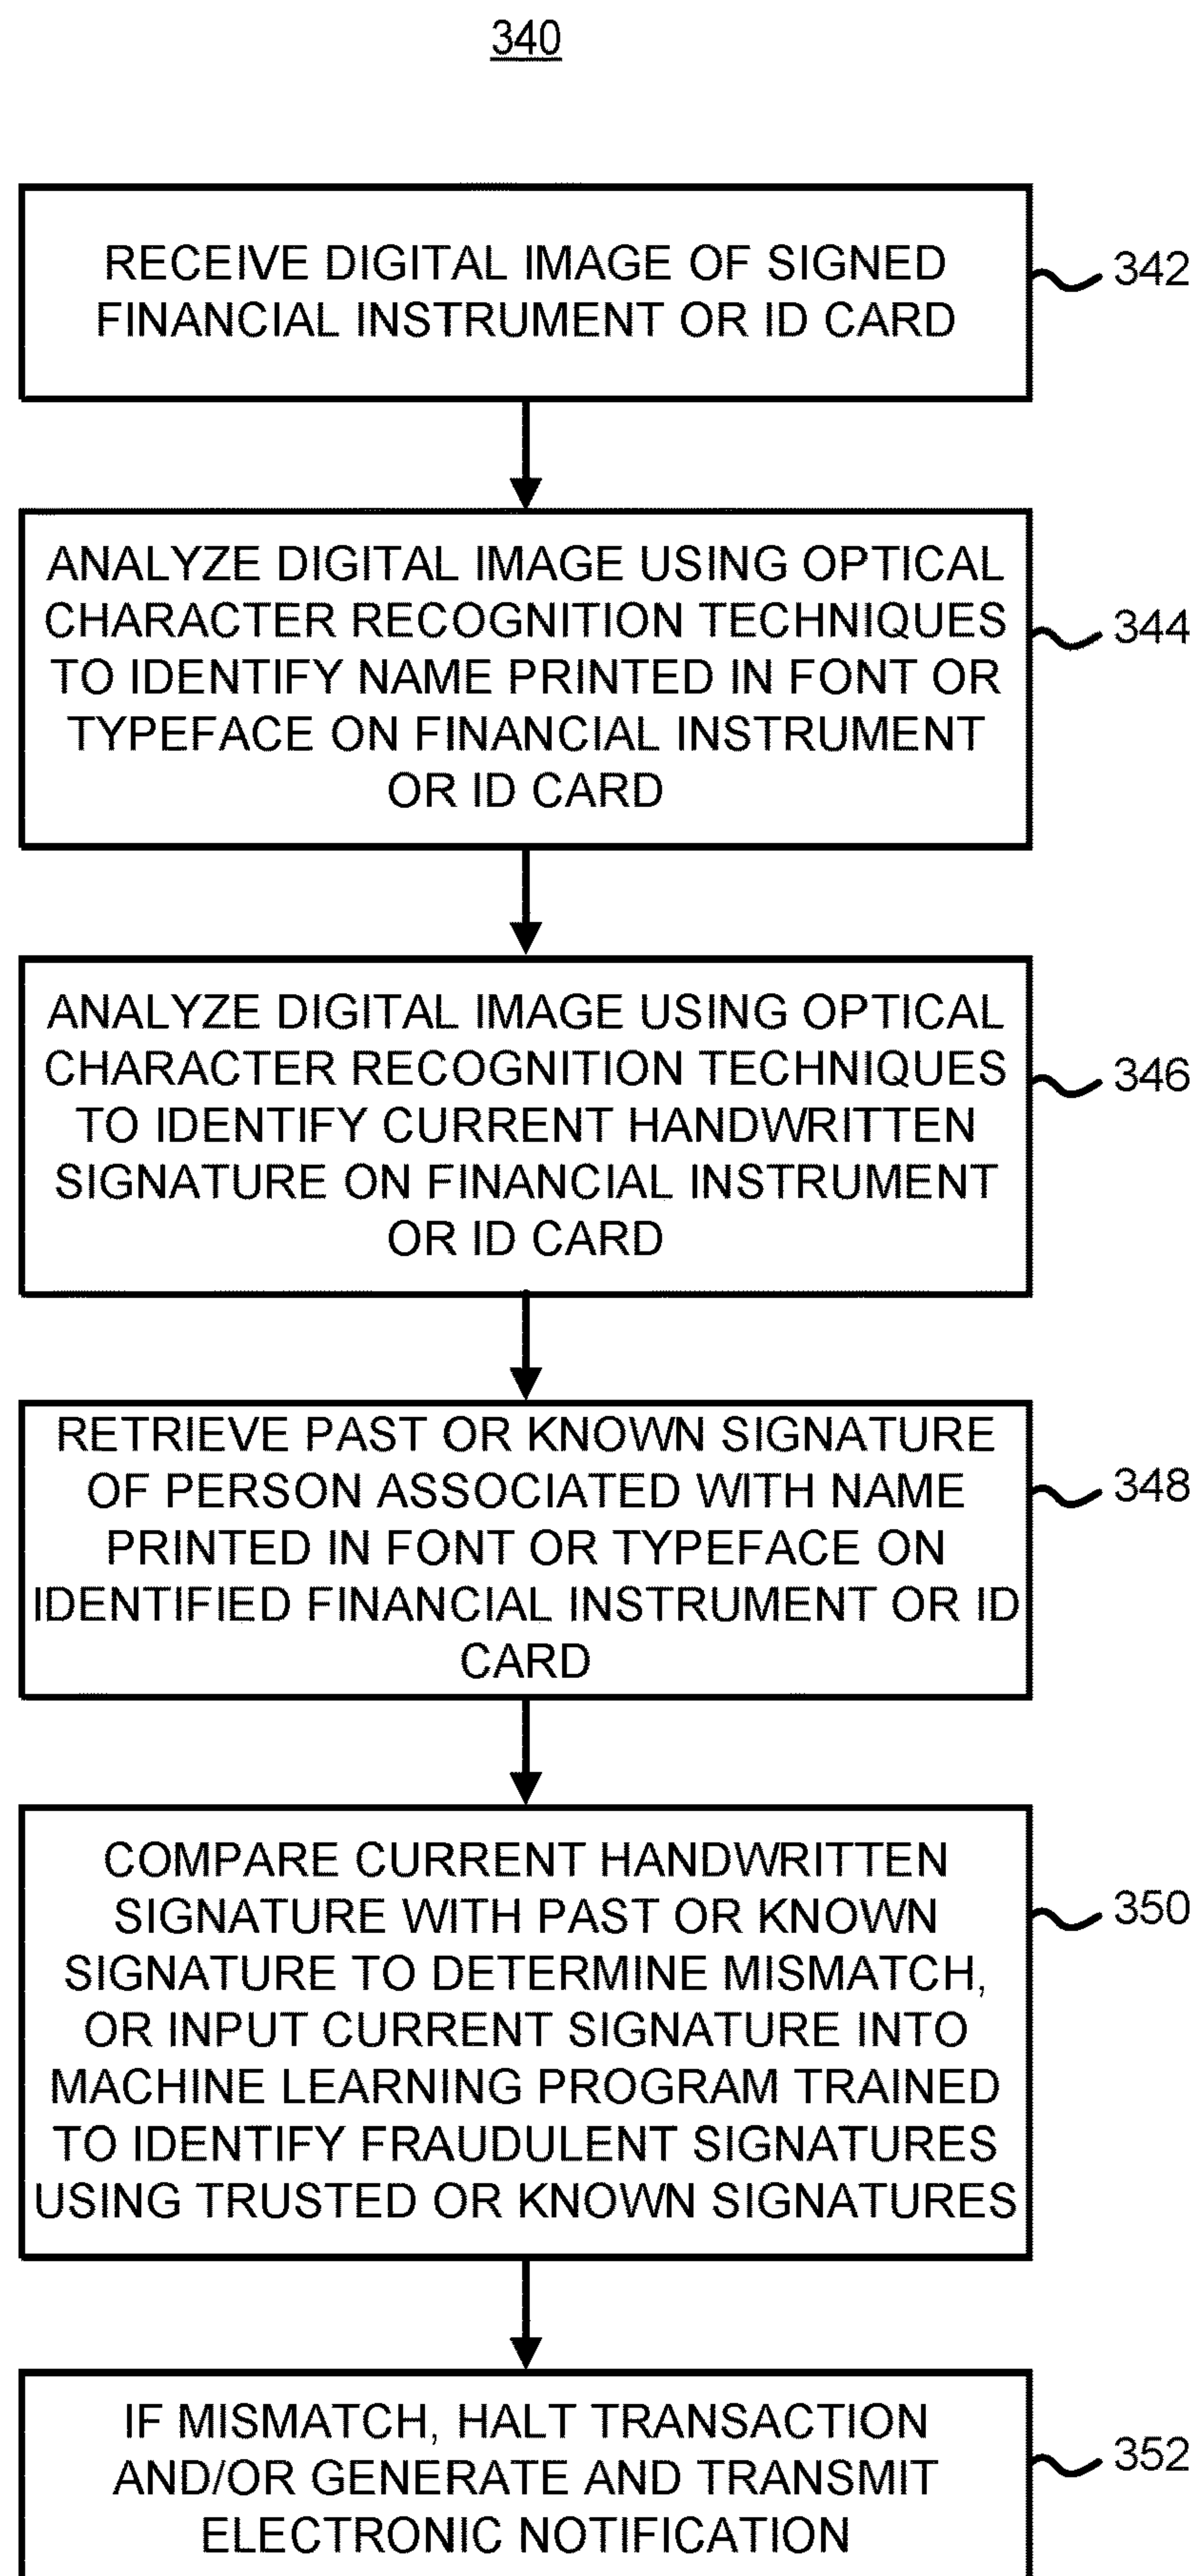 340
RECEIVE DIGITAL IMAGE OF SIGNED
FINANCIAL INSTRUMENT OR ID CARD
342
ANALYZE DIGITAL IMAGE USING OPTICAL
CHARACTER RECOGNITION TECHNIQUES
TO IDENTIFY NAME PRINTED IN FONT OR
TYPEFACE ON FINANCIAL INSTRUMENT
OR ID CARD
344
ANALYZE DIGITAL IMAGE USING OPTICAL
CHARACTER RECOGNITION TECHNIQUES
TO IDENTIFY CURRENT HANDWRITTEN
SIGNATURE ON FINANCIAL INSTRUMENT
OR ID CARD
346
RETRIEVE PAST OR KNOWN SIGNATURE
OF PERSON ASSOCIATED WITH NAME
PRINTED IN FONT OR TYPEFACE ON
IDENTIFIED FINANCIAL INSTRUMENT OR ID
CARD
348
COMPARE CURRENT HANDWRITTEN
SIGNATURE WITH PAST OR KNOWN
SIGNATURE TO DETERMINE MISMATCH,
OR INPUT CURRENT SIGNATURE INTO
MACHINE LEARNING PROGRAM TRAINED
TO IDENTIFY FRAUDULENT SIGNATURES
USING TRUSTED OR KNOWN SIGNATURES
350
IF MISMATCH, HALT TRANSACTION
AND/OR GENERATE AND TRANSMIT
ELECTRONIC NOTIFICATION
352